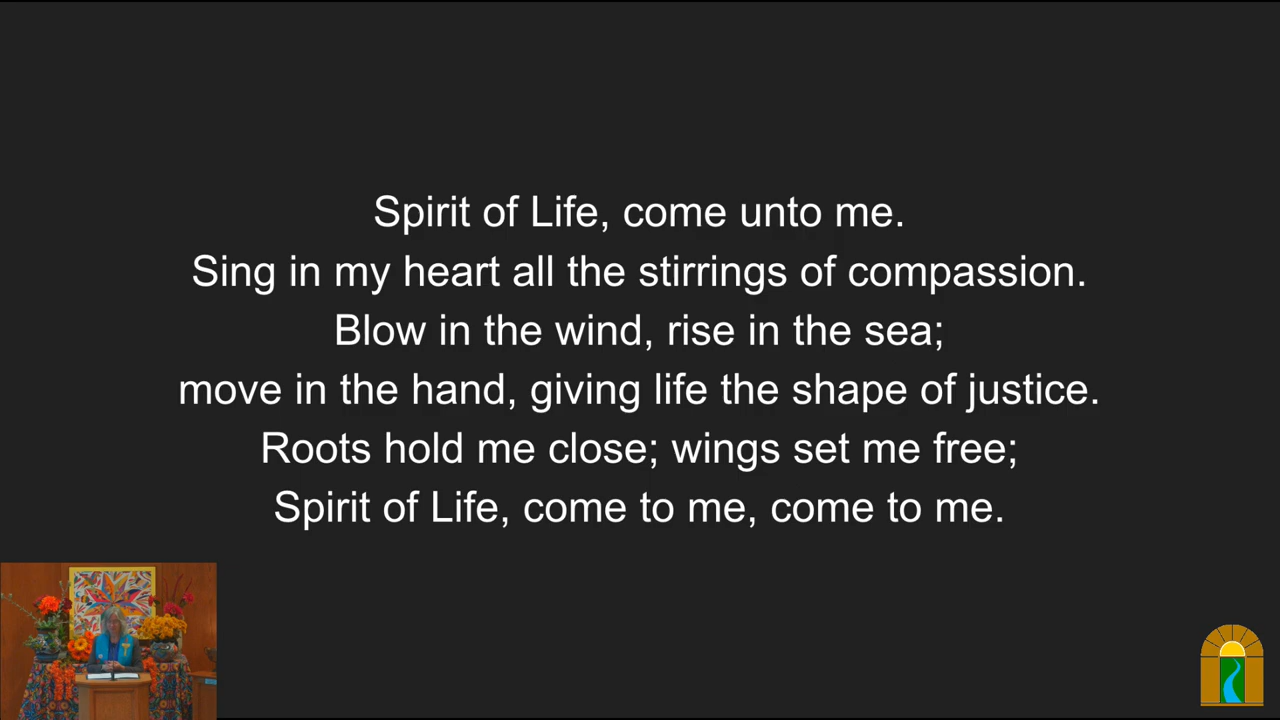 Spirit of Life, come unto me.
Sing in my heart all the stirrings of compassion.
Blow in the wind, rise in the sea;
move in the hand, giving life the shape of justice.
Roots hold me close; wings set me free;
Spirit of Life, come to me, come to me.